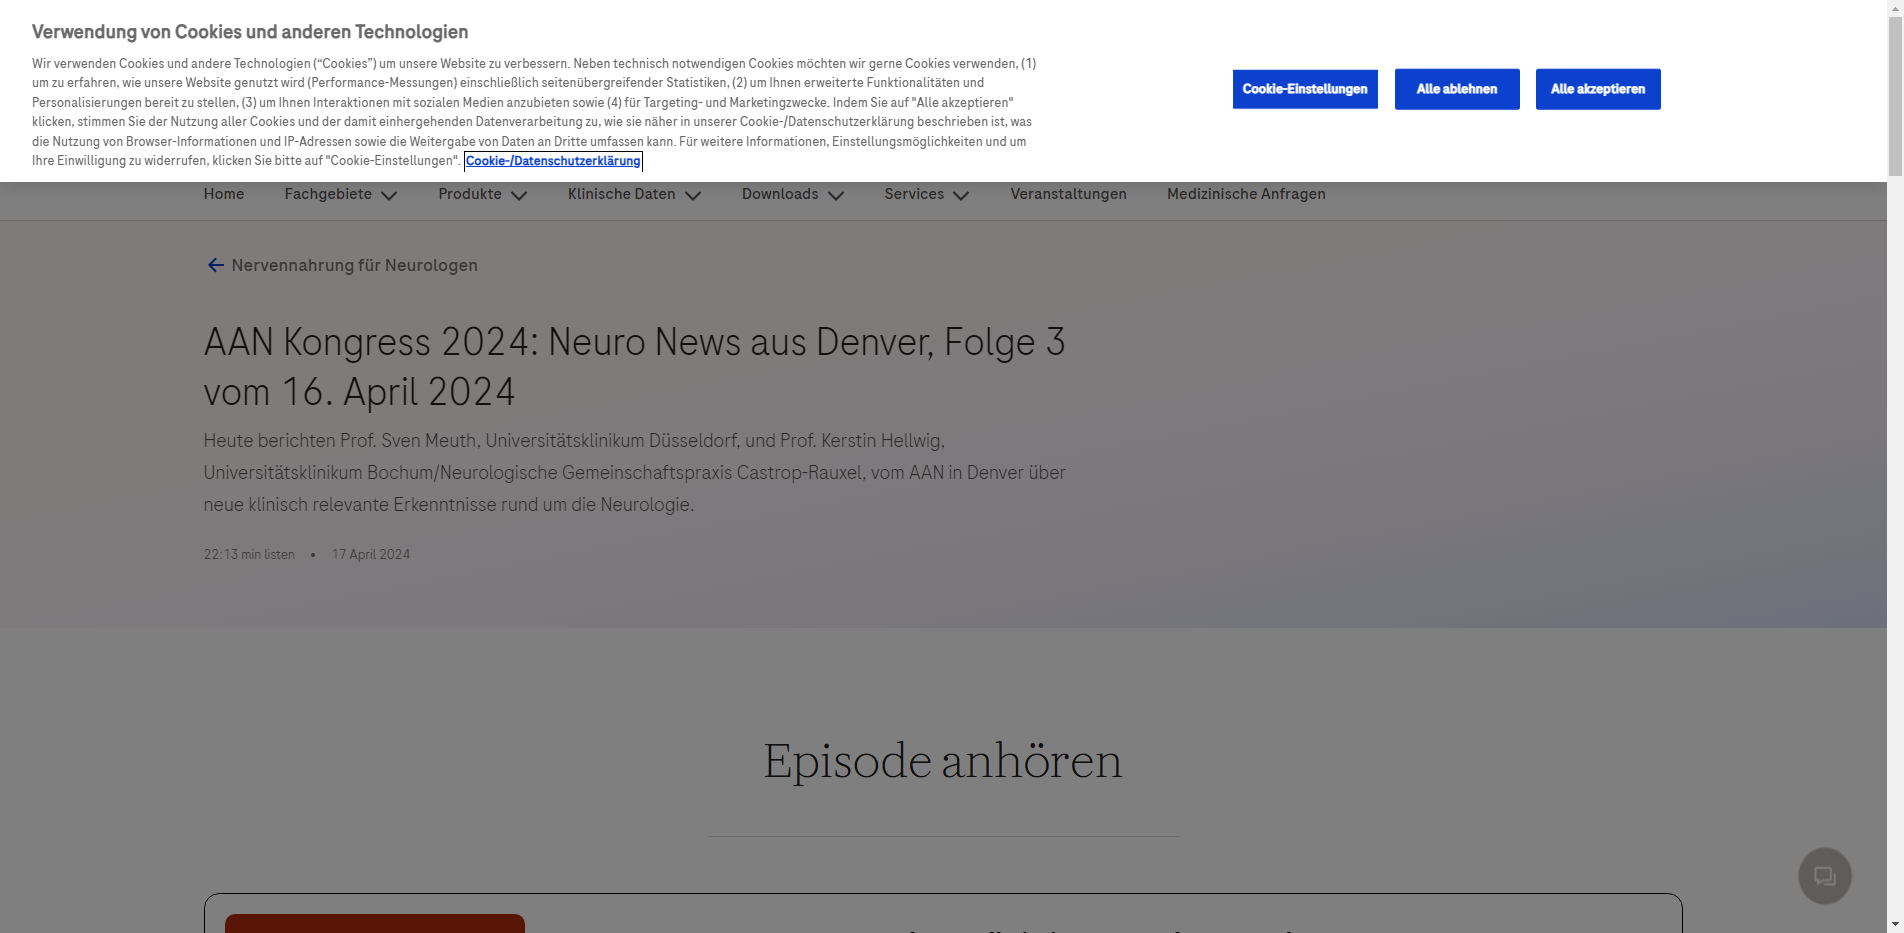 Verwendung von Cookies und anderen Technologien
Wir verwenden Cookies und andere Technologien (“Cookies”) um unsere Website zu verbessern. Neben technisch notwendigen Cookies möchten wir gerne Cookies verwenden, (1)
um zu erfahren, wie unsere Website genutzt wird (Performance-Messungen) einschließlich seitenübergreifender Statistiken, (2) um Ihnen erweiterte Funktionalitäten und
Personalisierungen bereit zu stellen, (3) um Ihnen Interaktionen mit sozialen Medien anzubieten sowie (4) für Targeting- und Marketingzwecke. Indem Sie auf "Alle akzeptieren"
klicken, stimmen Sie der Nutzung aller Cookies und der damit einhergehenden Datenverarbeitung zu, wie sie näher in unserer Cookie-/Datenschutzerklärung beschrieben ist, was
die Nutzung von Browser-Informationen und IP-Adressen sowie die Weitergabe von Daten an Dritte umfassen kann. Für weitere Informationen, Einstellungsmöglichkeiten und um
Ihre Einwilligung zu widerrufen, klicken Sie bitte auf "Cookie-Einstellungen". Cookie-/Datenschutzerklärung
Cookie-Einstellungen
Alle ablehnen
Alle akzeptieren
Home Fachgebiete Produkte Klinische Daten Downloads Services Veranstaltungen Medizinische Anfragen
Nervennahrung für Neurologen
AAN Kongress 2024: Neuro News aus Denver, Folge 3
vom 16. April 2024
Heute berichten Prof. Sven Meuth, Universitätsklinikum Düsseldorf, und Prof. Kerstin Hellwig,
Universitätsklinikum Bochum/Neurologische Gemeinschaftspraxis Castrop-Rauxel, vom AAN in Denver über
neue klinisch relevante Erkenntnisse rund um die Neurologie.
22:13 min listen • 17 April 2024
Episode anhören